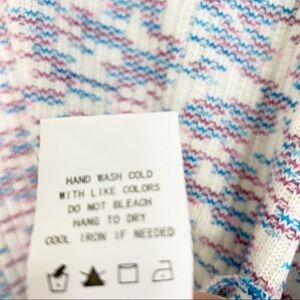 HAND WASH COLD
WITH LIKE COLORS
DO NOT BLEACH
HANG TO DRY
COOL IRON IF NEEDED